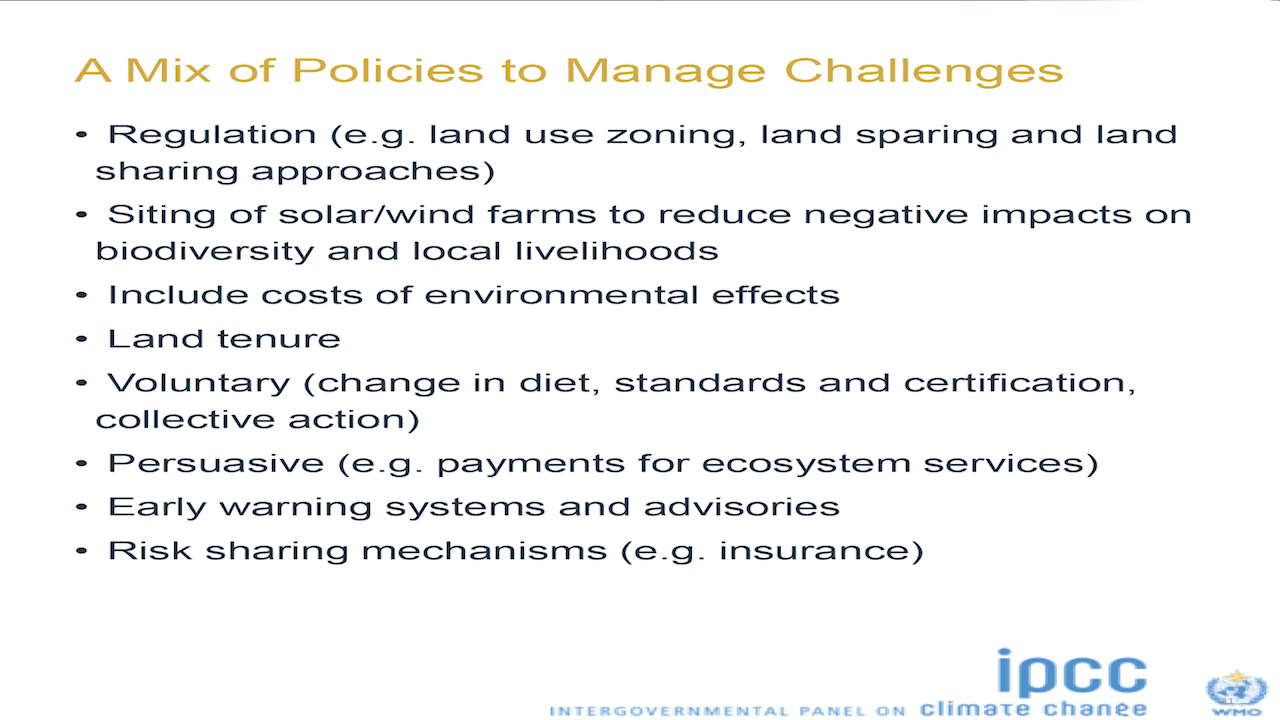 A Mix of Policies to Manage Challenges
• Regulation (e.g. land use zoning, land sparing and land
sharing approaches)
• Siting of solar/wind farms to reduce negative impacts on
biodiversity and local livelihoods
• Include costs of environmental effects
• Land tenure
• Voluntary (change in diet, standards and certification,
collective action)
• Persuasive (e.g. payments for ecosystem services)
• Early warning systems and advisories
• Risk sharing mechanisms (e.g. insurance)
ipcc
INTERGOVERNMENTAL PANEL ON climate change
WMO